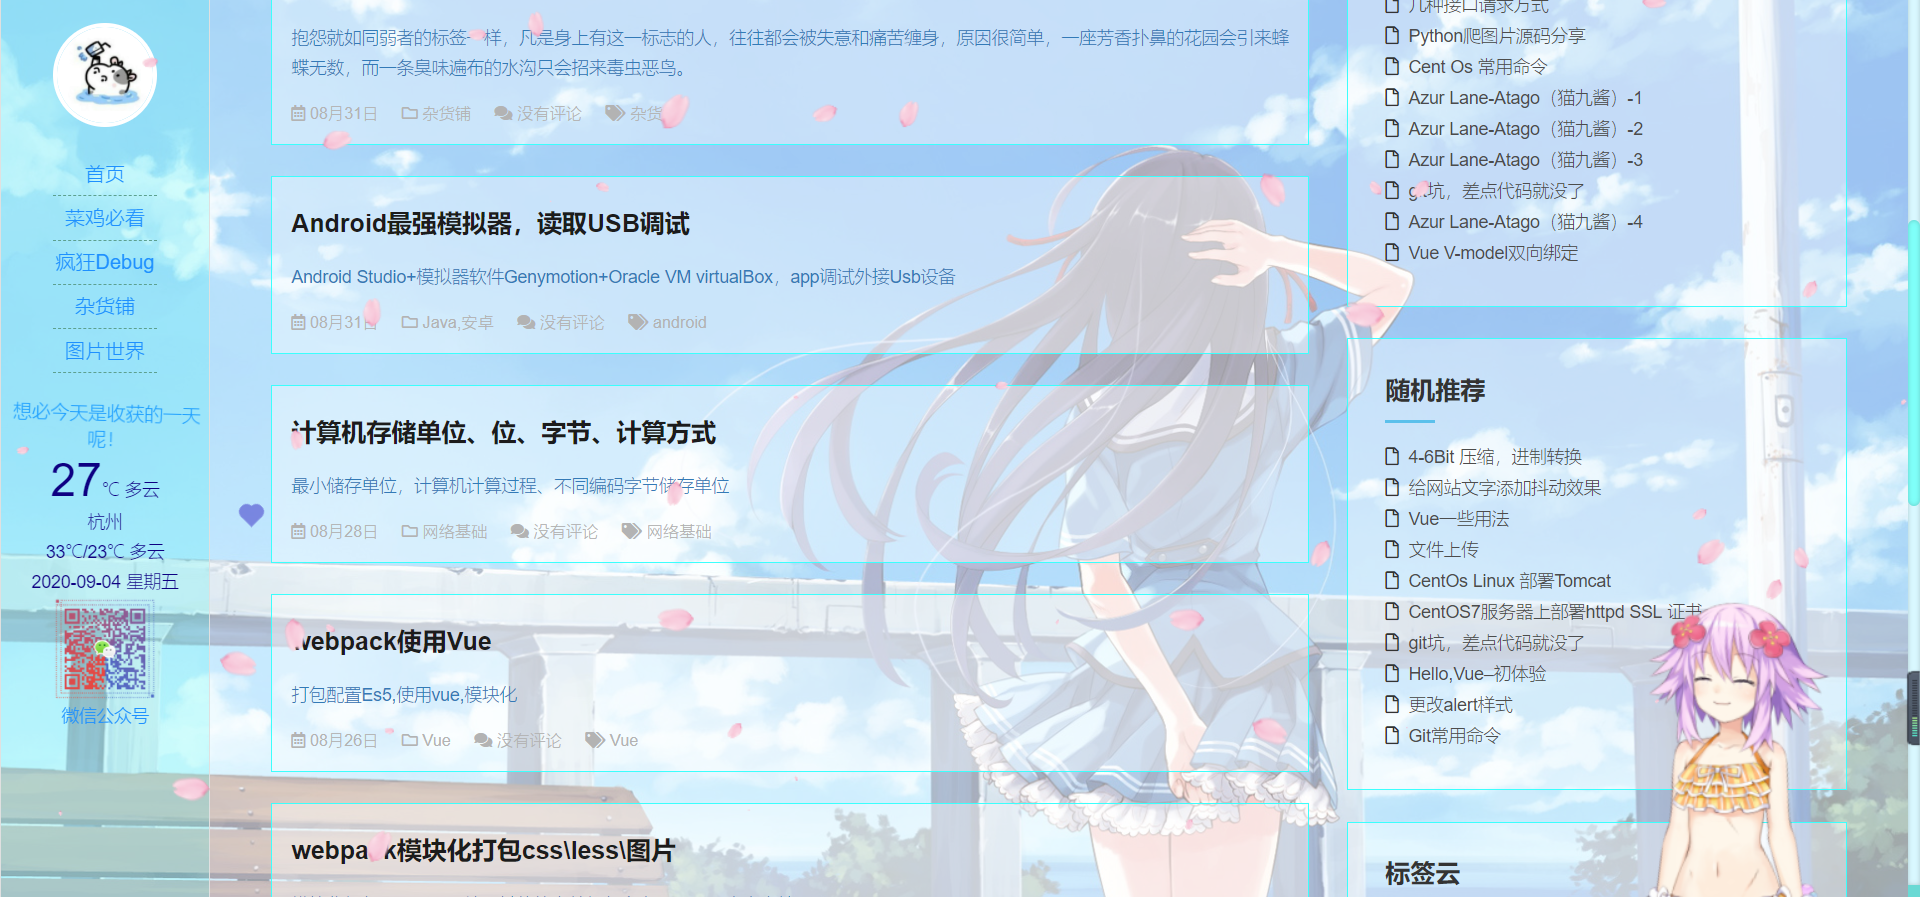 首页
菜鸡必看
疯狂Debug
杂货铺
图片世界
想必今天是收获的一天
呢!
27℃ 多云
杭州
33℃/23℃ 多云
2020-09-04 星期五
微信公众号
抱怨就如同弱者的标签一样，凡是身上有这一标志的人，往往都会被失意和痛苦缠身，原因很简单，一座芳香扑鼻的花园会引来蜂
蝶无数，而一条臭味遍布的水沟只会招来毒虫恶鸟。
08月31日 杂货铺 没有评论 杂货
Android最强模拟器，读取USB调试
Android Studio+模拟器软件Genymotion+Oracle VM virtualBox，app调试外接Usb设备
08月31日 Java,安卓 没有评论 android
计算机存储单位、位、字节、计算方式
最小储存单位，计算机计算过程、不同编码字节储存单位
08月28日 网络基础 没有评论 网络基础
webpack使用Vue
打包配置Es5,使用vue,模块化
08月26日 Vue 没有评论 Vue
webpack模块化打包css\less\图片
几种接口请求方式
Python爬图片源码分享
Cent Os 常用命令
Azur Lane-Atago（猫九酱）-1
Azur Lane-Atago（猫九酱）-2
Azur Lane-Atago（猫九酱）-3
git坑，差点代码就没了
Azur Lane-Atago（猫九酱）-4
Vue V-model双向绑定
随机推荐
4-6Bit 压缩，进制转换
给网站文字添加抖动效果
Vue一些用法
文件上传
CentOs Linux 部署Tomcat
CentOS7服务器上部署httpd SSL 证书
git坑，差点代码就没了
Hello,Vue–初体验
更改alert样式
Git常用命令
标签云